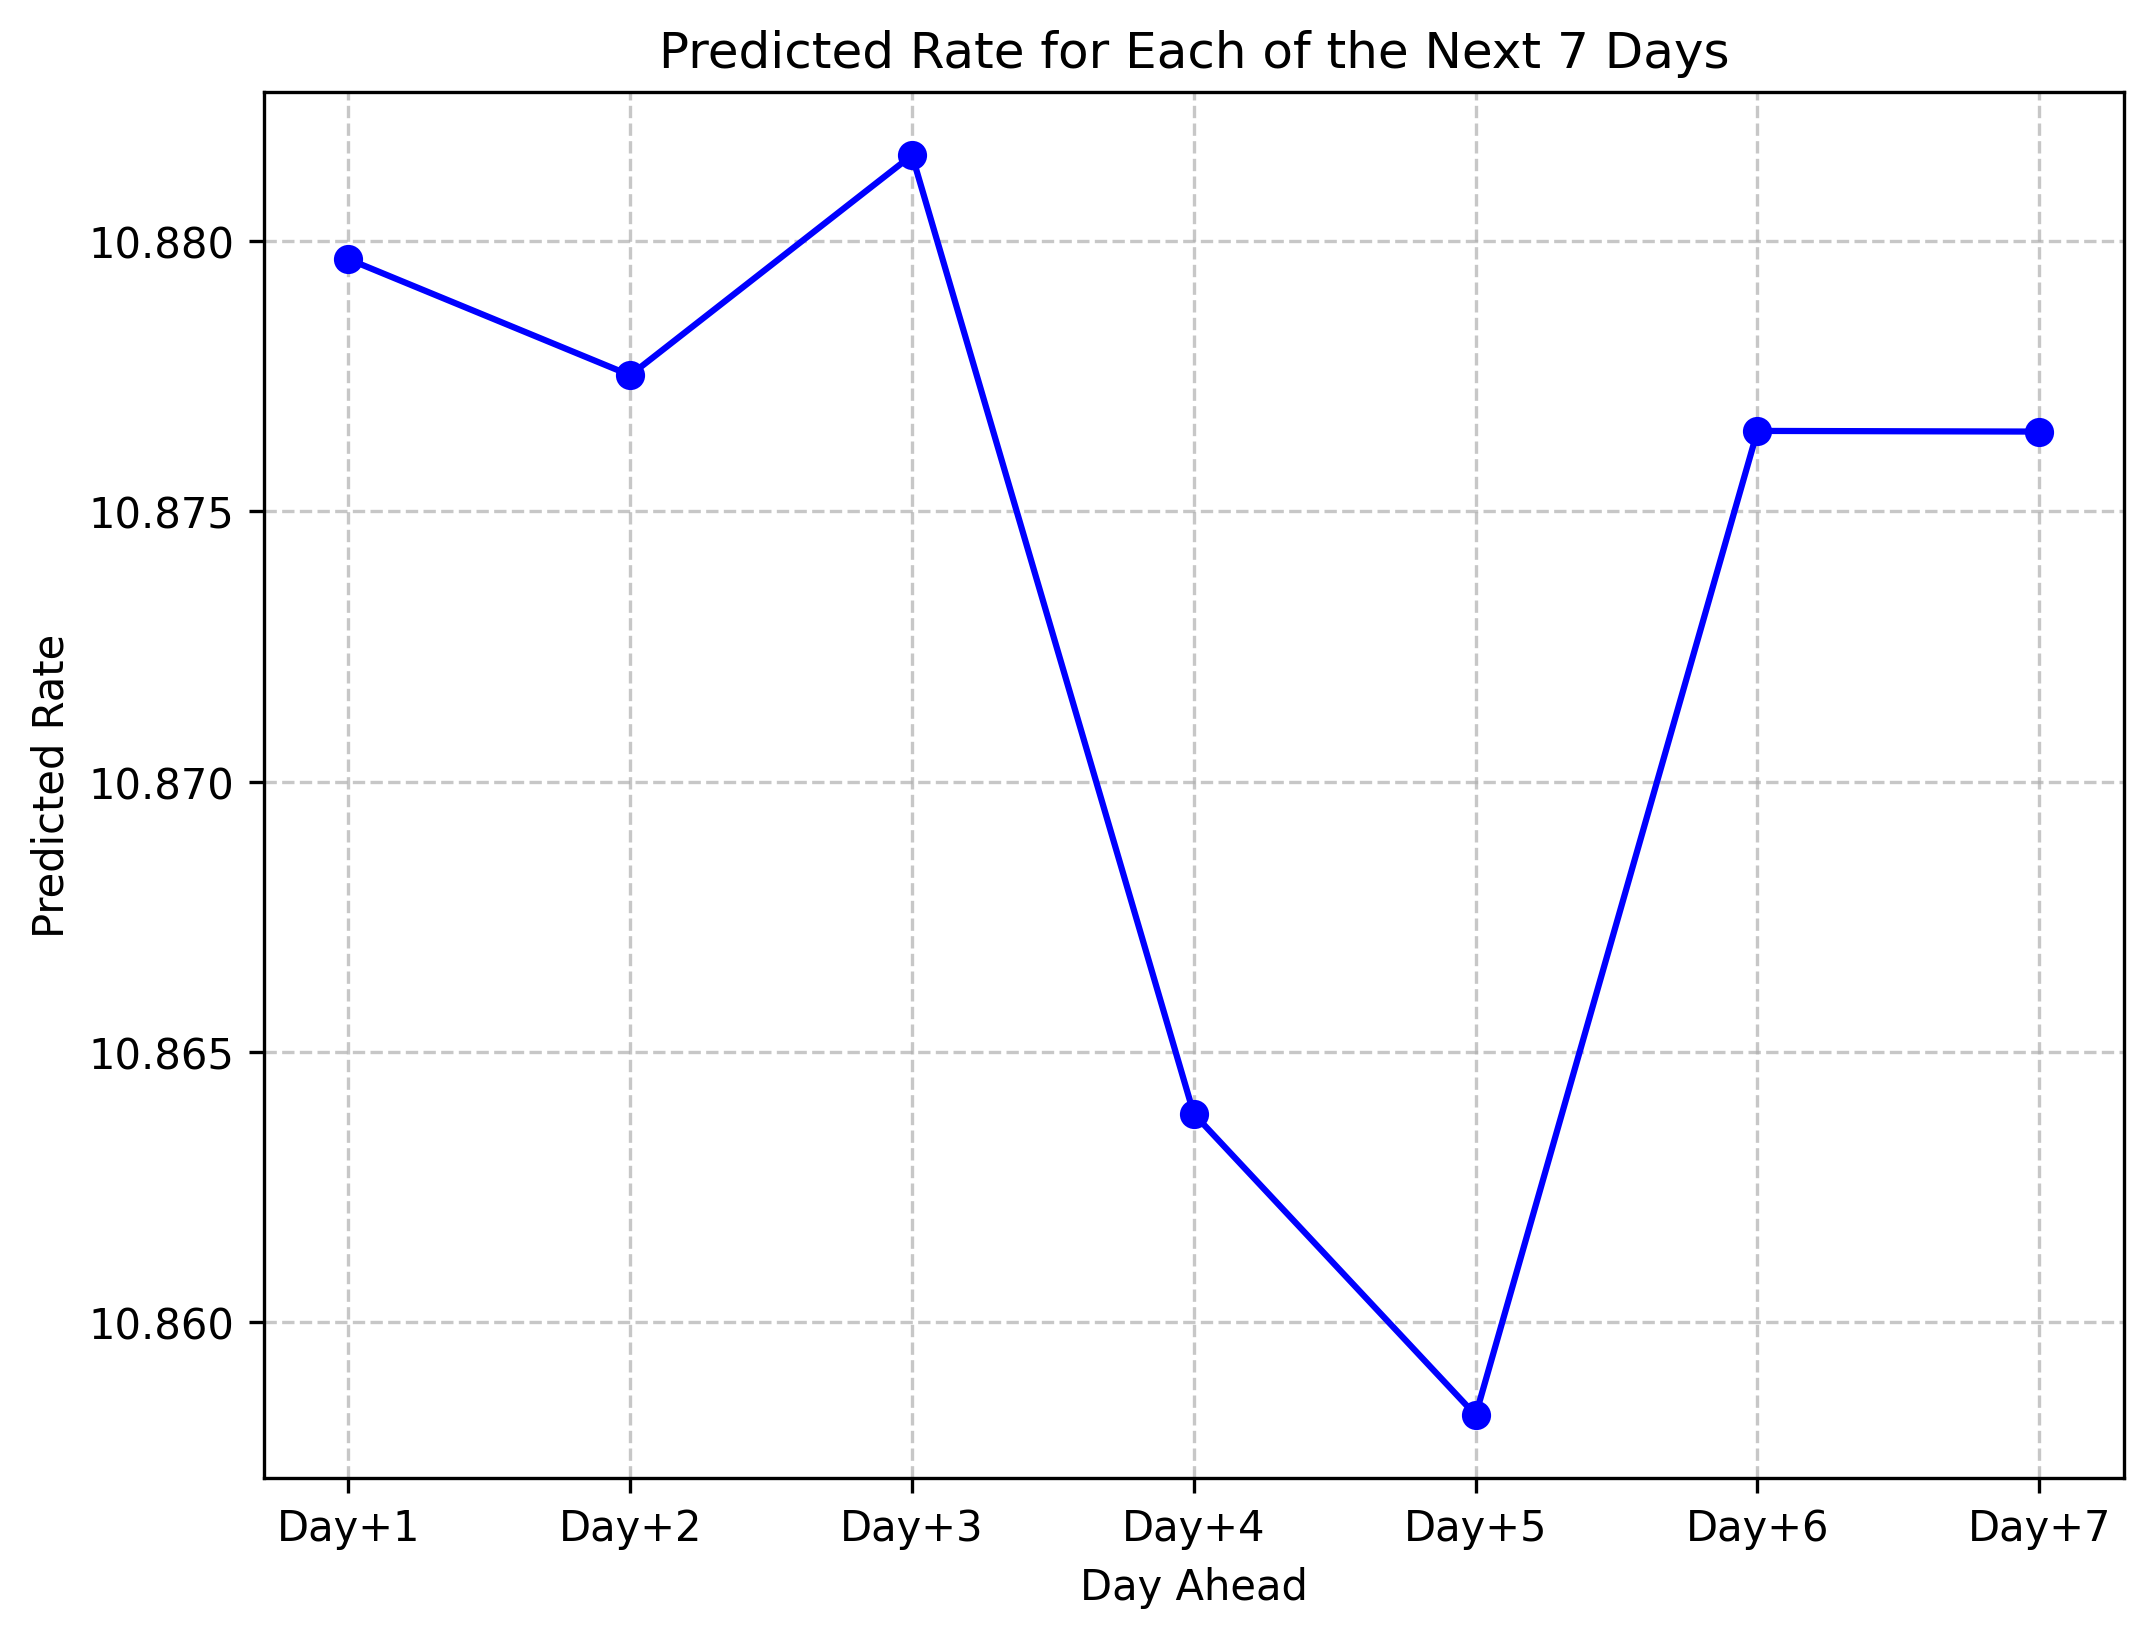 Predicted Rate for Each of the Next 7 Days
10.880
10.875
10.870
10.865
10.860
Predicted Rate
Day+1 Day+2 Day+3 Day+4 Day+5 Day+6 Day+7
Day Ahead